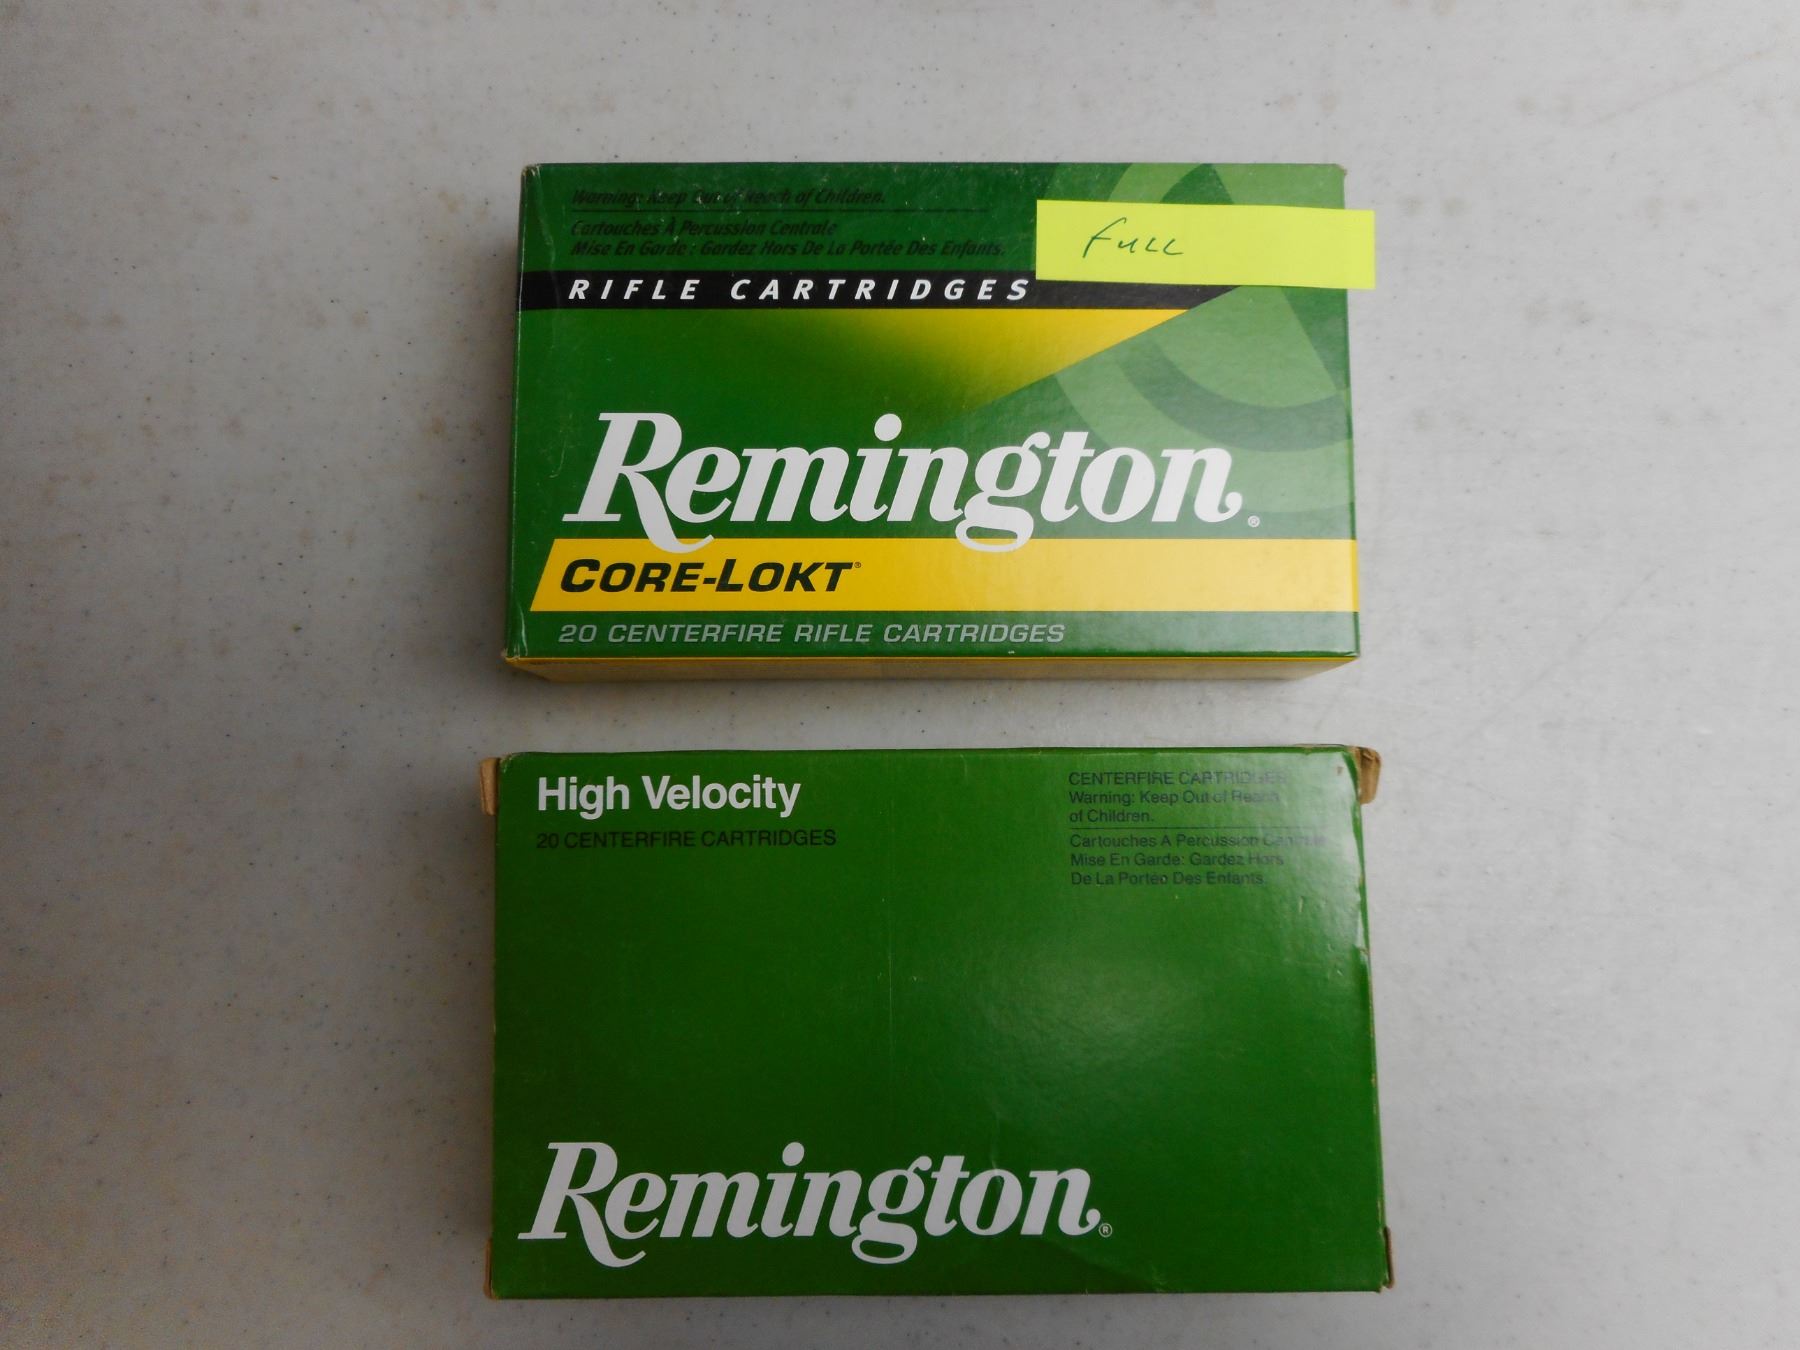 Warning: Keep Out of Reach of Children.
Cartouches À Percussion Centrale
Mise En Garde : Gardez Hors De La Portée Des Enfants.
FULL
RIFLE CARTRIDGES
Remington®
CORE-LOKT®
20 CENTERFIRE RIFLE CARTRIDGES
High Velocity
20 CENTERFIRE CARTRIDGES
CENTERFIRE CARTRIDGES
Warning: Keep Out of Reach
of Children.
Cartouches A Percussion Centrale
Mise En Garde: Gardez Hors
De La Portée Des Enfants.
Remington®